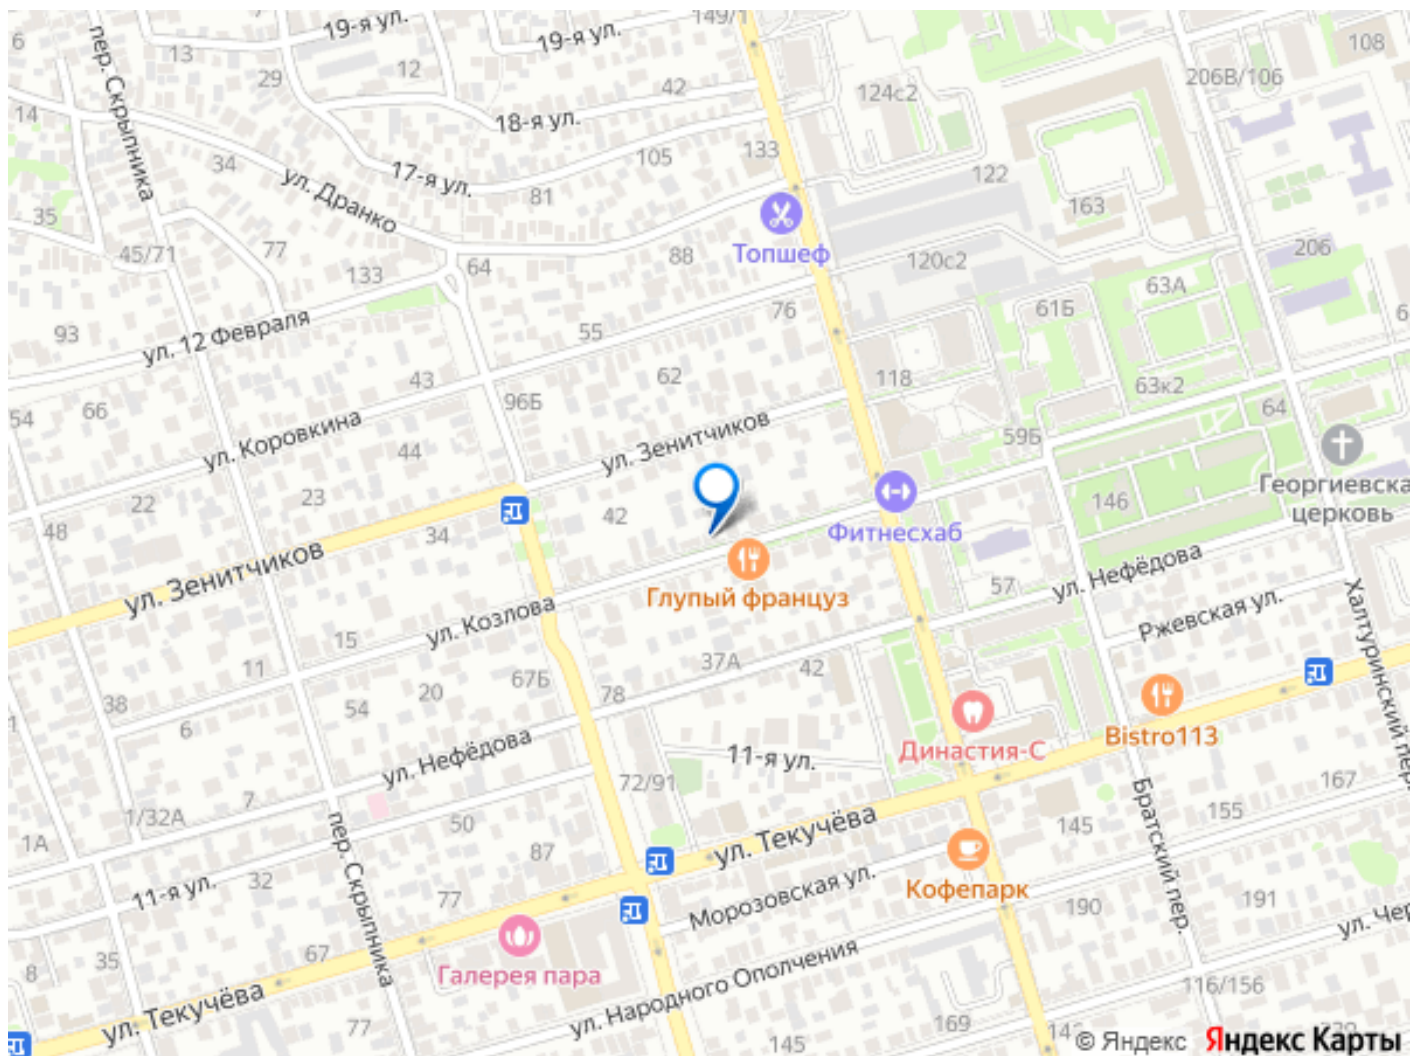 149/1
19-я ул.
19-я ул.
6
13
пер. Скрыпника
29
12
108
206В/106
42
124с2
14
18-я ул.
34
105
133
17-я ул.
122
ул. Дранко
81
163
35
Топшеф
77
45/71
88
206
120с2
133
64
63А
61Б
76
93
ул. 12 Февраля
55
6
62
118
43
63к2
54
66
96Б
64
ул. Зенитчиков
59Б
ул. Коровкина
44
Георгиевска
церковь
22
23
146
48
42
34
Фитнесхаб
ул. Зенитчиков
57
ул. Нефёдова
Глупый француз
ул. Козлова
Ржевская ул.
Халтуринский пер.
15
11
37А
42
67Б
20
78
38
54
6
Bistro113
Династия-С
ул. Нефёдова
11-я ул.
72/91
167
7
1/32А
155
Братский пер.
1А
50
ул. Текучёва
145
87
пер. Скрыпника
32
11-я ул.
77
Морозовская ул.
Кофепарк
190
191
ул. Чер
67
35
8
Галерея пара
ул. Народного Ополчения
116/156
ул. Текучёва
77
169
145
© Яндекс Яндекс Карты